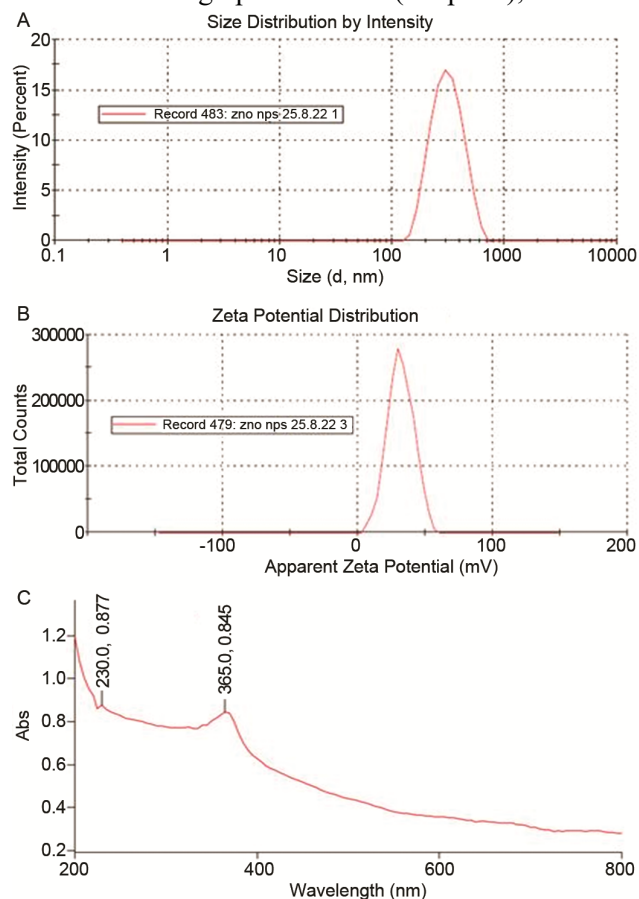 A
Size Distribution by Intensity
20
15
10
5
0
Intensity (Percent)
Record 483: zno nps 25.8.22 1
0.1 1 10 100 1000 10000
Size (d, nm)
B
Zeta Potential Distribution
300000
200000
100000
0
Total Counts
Record 479: zno nps 25.8.22 3
-100 0 100 200
Apparent Zeta Potential (mV)
C
230.0, 0.877
365.0, 0.845
1.2
1.0
0.8
0.6
0.4
0.2
Abs
200 400 600 800
Wavelength (nm)